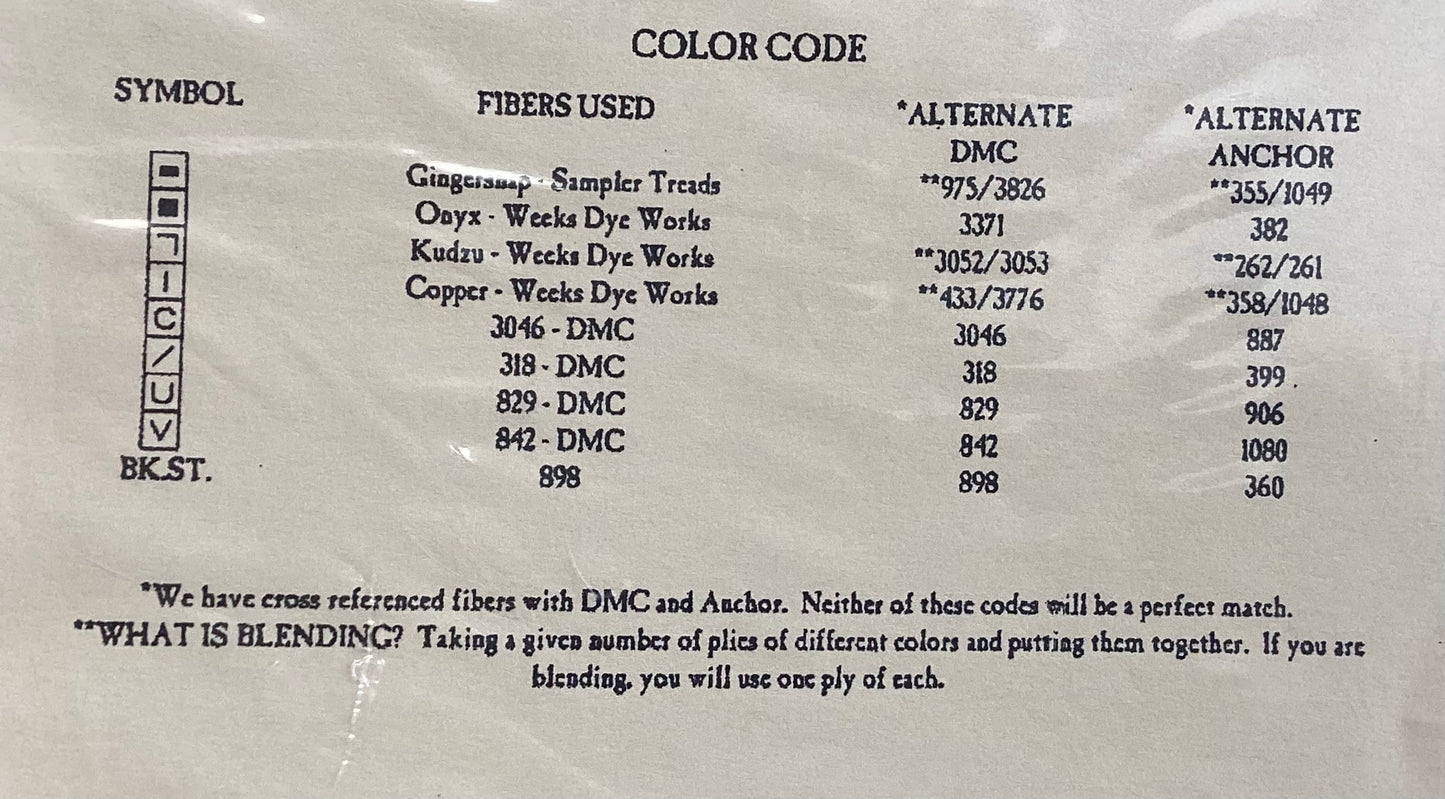 COLOR CODE
SYMBOL FIBERS USED *ALTERNATE DMC *ALTERNATE ANCHOR
Gingersnap - Sampler Treads **975/3826 **355/1049
Onyx - Weeks Dye Works 3371 382
Kudzu - Weeks Dye Works **3052/3053 **262/261
Copper - Weeks Dye Works **433/3776 **358/1048
C 3046 - DMC 3046 887
/ 318 - DMC 318 399
U 829 - DMC 829 906
V 842 - DMC 842 1080
BK.ST. 898 898 360
*We have cross referenced fibers with DMC and Anchor. Neither of these codes will be a perfect match.
**WHAT IS BLENDING? Taking a given number of plies of different colors and putting them together. If you are
blending, you will use one ply of each.